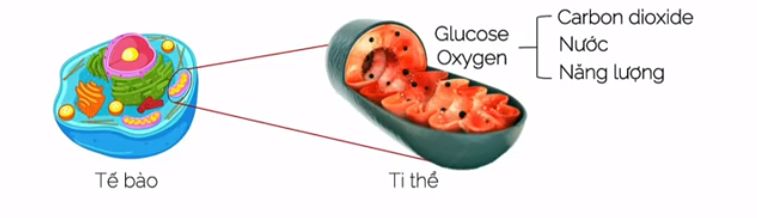 Glucose
Oxygen
Carbon dioxide
Nước
Năng lượng
Tế bào
Ti thể